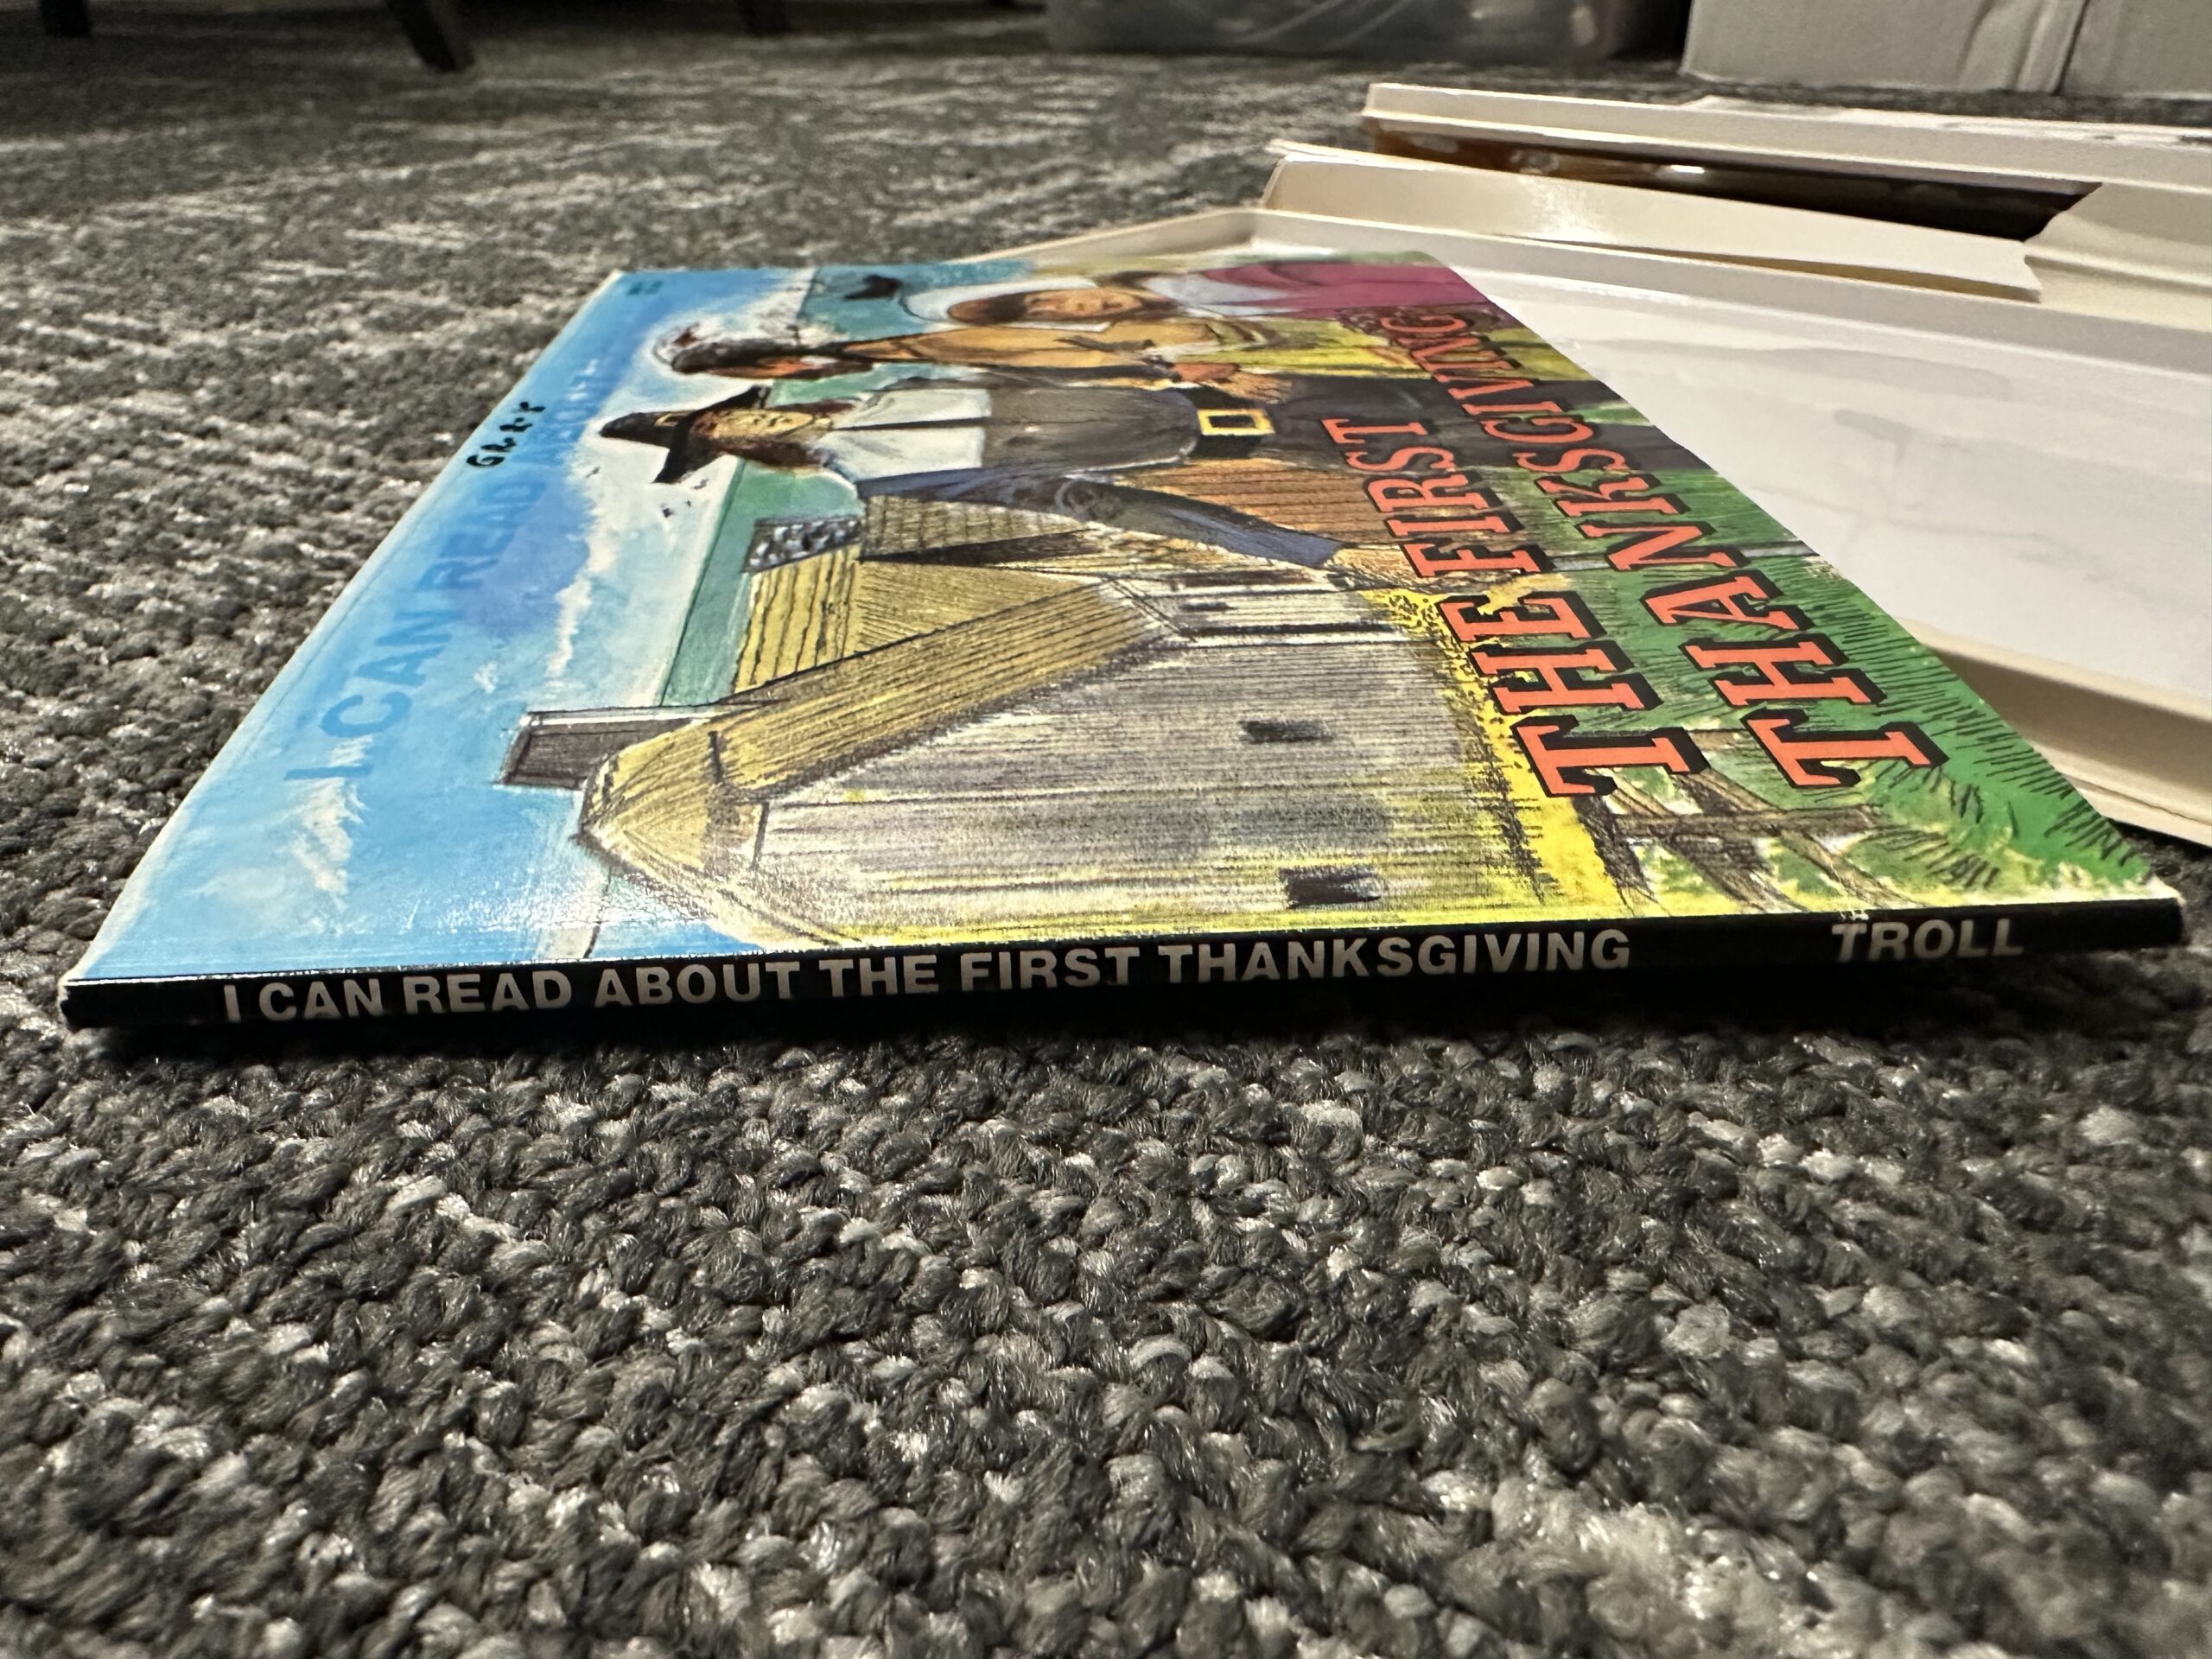 I CAN READ ABOUT
THE FIRST
THANKSGIVING
I CAN READ ABOUT THE FIRST THANKSGIVING TROLL